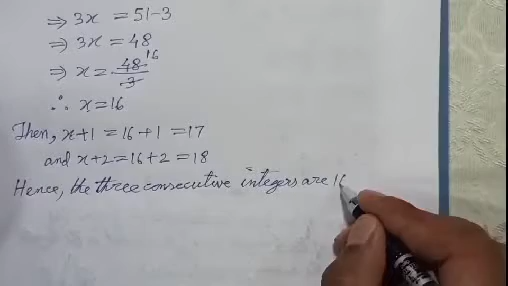 ⇒ 3x = 51-3
⇒ 3x = 48
⇒ x = 48/3 16
∴ x = 16
Then, x+1 = 16+1 = 17
and x+2 = 16+2 = 18
Hence, the three consecutive integers are 16